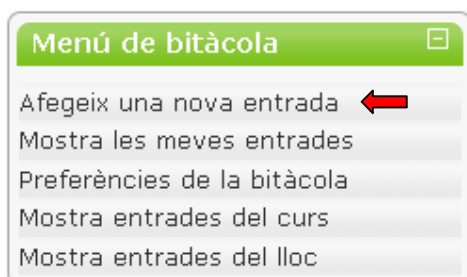 Menú de bitàcola
Afegeix una nova entrada
Mostra les meves entrades
Preferències de la bitàcola
Mostra entrades del curs
Mostra entrades del lloc